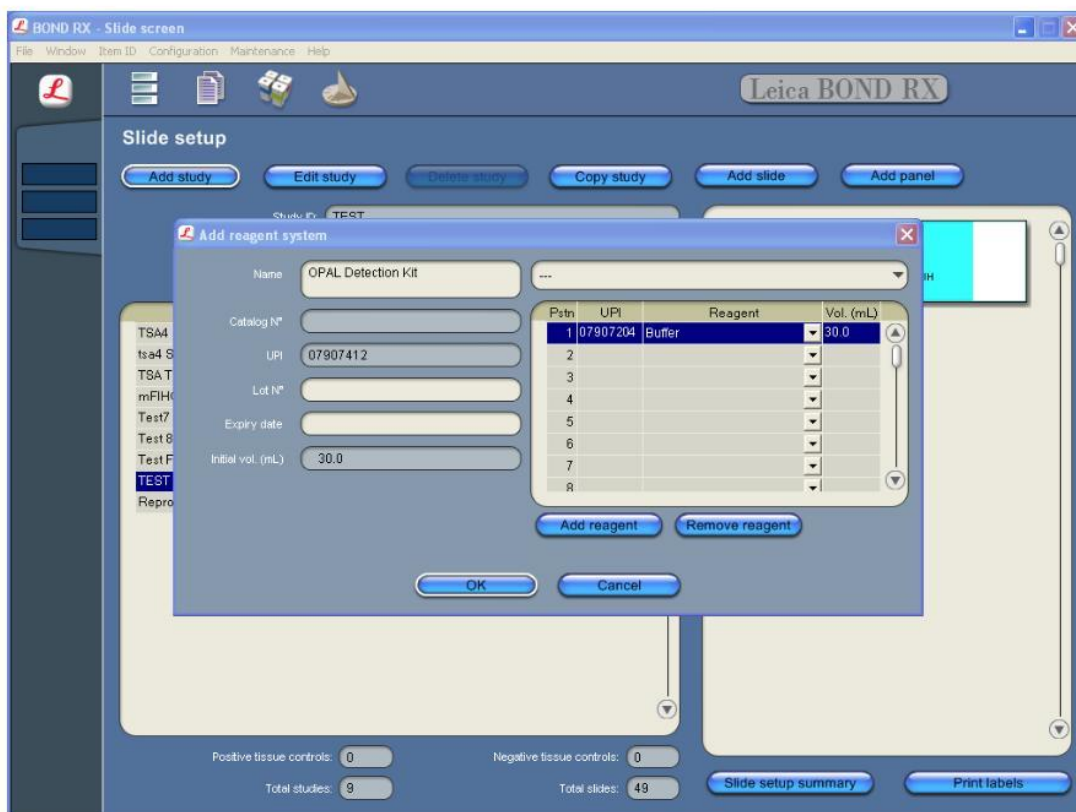 BOND RX - Slide screen
File Window Item ID Configuration Maintenance Help
Leica BOND RX
Slide setup
Add study Edit study Delete study Copy study Add slide Add panel
Study ID: TEST
Add reagent system
Name OPAL Detection Kit ---
Catalog N°
UPI 07907412
Lot N°
Expiry date
Initial vol. (mL) 30.0
Pstn UPI Reagent Vol. (mL)
1 07907204 Buffer 30.0
2
3
4
5
6
7
8
Add reagent Remove reagent
OK Cancel
TSA4
tsa4 S
TSA T
mFIH
Test7
Test 8
Test F
TEST
Repro
IH
Positive tissue controls: 0 Negative tissue controls: 0
Total studies: 9 Total slides: 49
Slide setup summary Print labels